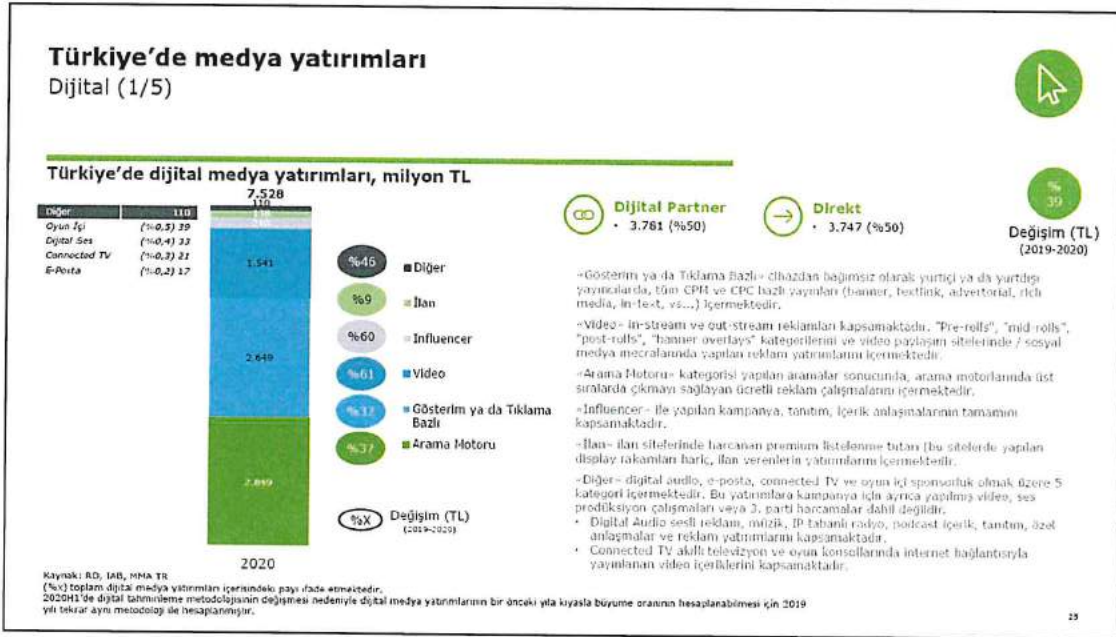 Türkiye'de medya yatırımları
Dijital (1/5)
Türkiye'de dijital medya yatırımları, milyon TL
7.528
110
Diğer 110
Oyun İçi (%0,5) 39
Dijital Ses (%0,4) 33
Connected TV (%0,3) 21
E-Posta (%0,2) 17
1.541
2.649
2.849
2020
%46 Diğer
%9 İlan
%60 Influencer
%61 Video
%32 Gösterim ya da Tıklama
Bazlı
%37 Arama Motoru
%X Değişim (TL)
(2019-2020)
Dijital Partner
• 3.781 (%50)
Direkt
• 3.747 (%50)
%
39
Değişim (TL)
(2019-2020)
«Gösterim ya da Tıklama Bazlı» cihazdan bağımsız olarak yurtiçi ya da yurtdışı
yayıncılarda, tüm CPM ve CPC bazlı yayınları (banner, textlink, advertorial, rich
media, in-text, vs...) içermektedir.
«Video» in-stream ve out-stream reklamları kapsamaktadır. "Pre-rolls", "mid-rolls",
"post-rolls", "banner overlays" kategorilerini ve video paylaşım sitelerinde / sosyal
medya mecralarında yapılan reklam yatırımlarını içermektedir.
«Arama Motoru» kategorisi yapılan aramalar sonucunda, arama motorlarında üst
sıralarda çıkmayı sağlayan ücretli reklam çalışmalarını içermektedir.
«Influencer» ile yapılan kampanya, tanıtım, içerik anlaşmalarının tamamını
kapsamaktadır.
«İlan» ilan sitelerinde harcanan premium listelenme tutarı (bu sitelerde yapılan
display rakamları hariç, ilan verenlerin yatırımlarını içermektedir.
«Diğer» digital audio, e-posta, connected TV ve oyun içi sponsorluk olmak üzere 5
kategori içermektedir. Bu yatırımlara kampanya için ayrıca yapılmış video, ses
prodüksiyon çalışmaları veya 3. parti harcamalar dahil değildir.
• Digital Audio sesli reklam, müzik, IP tabanlı radyo, podcast içerik, tanıtım, özel
anlaşmalar ve reklam yatırımlarını kapsamaktadır.
• Connected TV akıllı televizyon ve oyun konsollarında internet bağlantısıyla
yayınlanan video içeriklerini kapsamaktadır.
Kaynak: RD, IAB, MMA TR
(%x) toplam dijital medya yatırımları içerisindeki payı ifade etmektedir.
2020H1'de dijital tahminleme metodolojisinin değişmesi nedeniyle dijital medya yatırımlarının bir önceki yıla kıyasla büyüme oranının hesaplanabilmesi için 2019
yılı tekrar aynı metodoloji ile hesaplanmıştır.
25